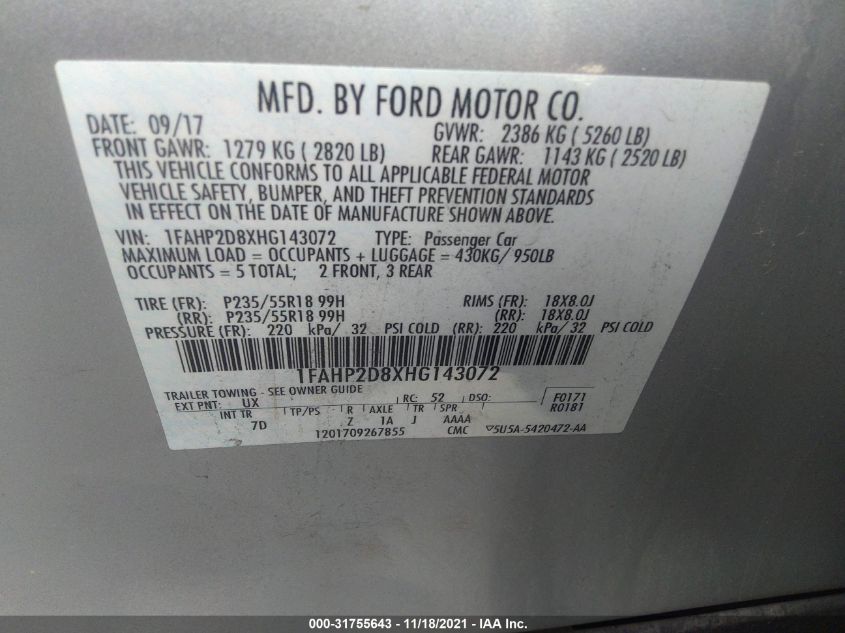 MFD. BY FORD MOTOR CO.
DATE: 09/17 GVWR: 2386 KG ( 5260 LB)
FRONT GAWR: 1279 KG ( 2820 LB) REAR GAWR: 1143 KG ( 2520 LB)
THIS VEHICLE CONFORMS TO ALL APPLICABLE FEDERAL MOTOR
VEHICLE SAFETY, BUMPER, AND THEFT PREVENTION STANDARDS
IN EFFECT ON THE DATE OF MANUFACTURE SHOWN ABOVE.
VIN: 1FAHP2D8XHG143072 TYPE: Passenger Car
MAXIMUM LOAD = OCCUPANTS + LUGGAGE = 430KG/ 950LB
OCCUPANTS = 5 TOTAL; 2 FRONT, 3 REAR
TIRE (FR): P235/55R18 99H RIMS (FR): 18X8.0J
(RR): P235/55R18 99H (RR): 18X8.0J
PRESSURE (FR): 220 kPa/ 32 PSI COLD (RR): 220 kPa/ 32 PSI COLD
1FAHP2D8XHG143072
TRAILER TOWING - SEE OWNER GUIDE
EXT PNT: UX RC: 52 DSO: F0171
R0181
INT TR TP/PS R AXLE TR SPR
7D Z 1A J AAAA
1201709267855 CMC ▽5U5A-5420472-AA
000-31755643 - 11/18/2021 - IAA Inc.